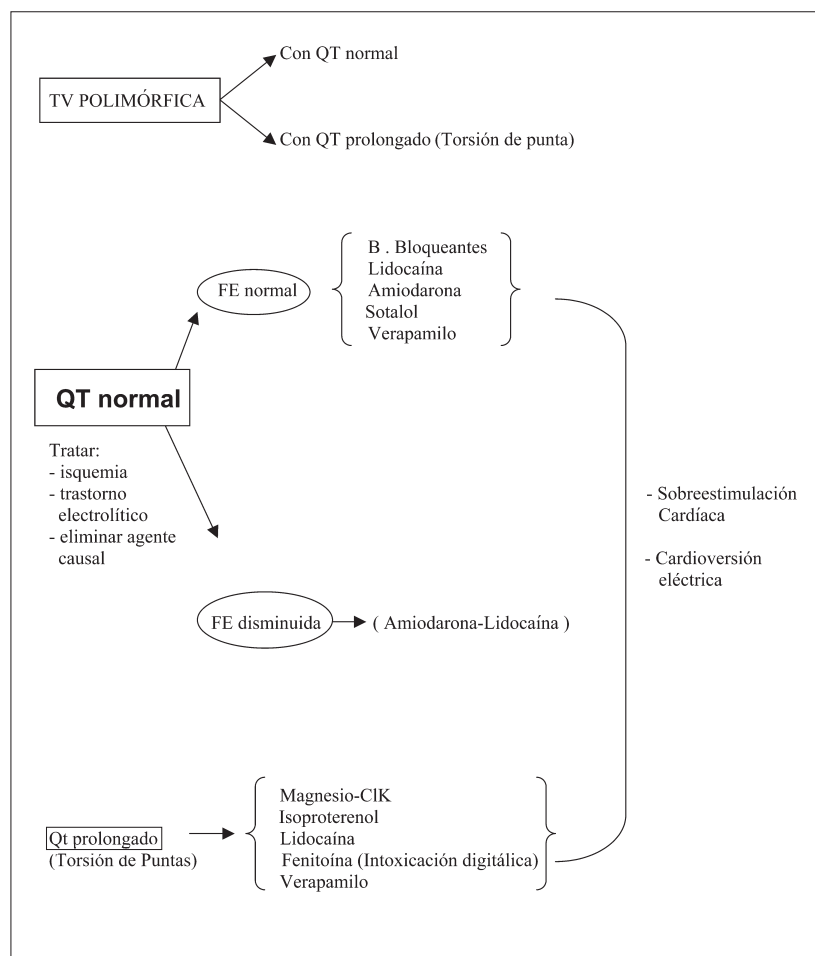 Con QT normal
TV POLIMÓRFICA
Con QT prolongado (Torsión de punta)
FE normal
B . Bloqueantes
Lidocaína
Amiodarona
Sotalol
Verapamilo
QT normal
Tratar:
- isquemia
- trastorno
electrolítico
- eliminar agente
causal
- Sobreestimulación
Cardíaca
- Cardioversión
eléctrica
FE disminuida
( Amiodarona-Lidocaína )
Qt prolongado
(Torsión de Puntas)
Magnesio-ClK
Isoproterenol
Lidocaína
Fenitoína (Intoxicación digitálica)
Verapamilo